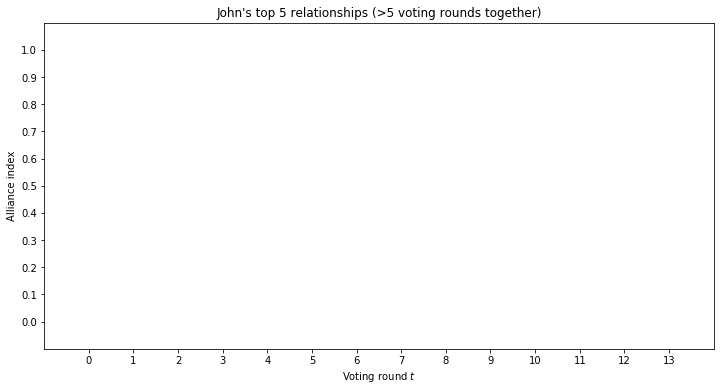 John's top 5 relationships (>5 voting rounds together)
Alliance index
1.0
0.9
0.8
0.7
0.6
0.5
0.4
0.3
0.2
0.1
0.0
0 1 2 3 4 5 6 7 8 9 10 11 12 13
Voting round t